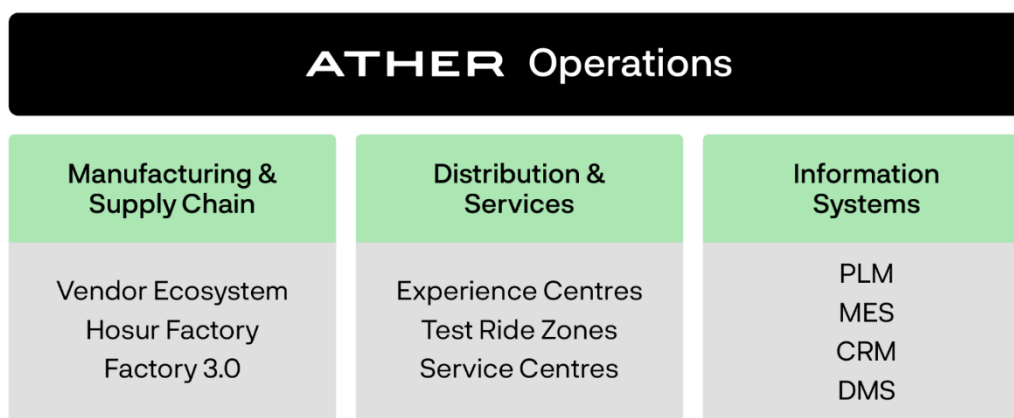 ATHER Operations
Manufacturing &
Supply Chain
Vendor Ecosystem
Hosur Factory
Factory 3.0
Distribution &
Services
Experience Centres
Test Ride Zones
Service Centres
Information
Systems
PLM
MES
CRM
DMS